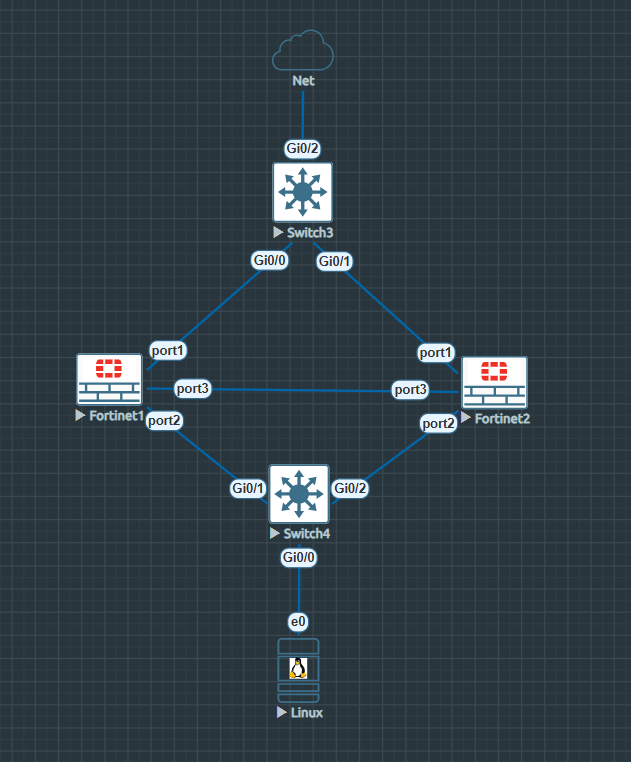 Net
Gi0/2
Switch3
Gi0/0
Gi0/1
port1
port1
port3
port3
Fortinet1
Fortinet2
port2
port2
Gi0/1
Gi0/2
Switch4
Gi0/0
e0
Linux